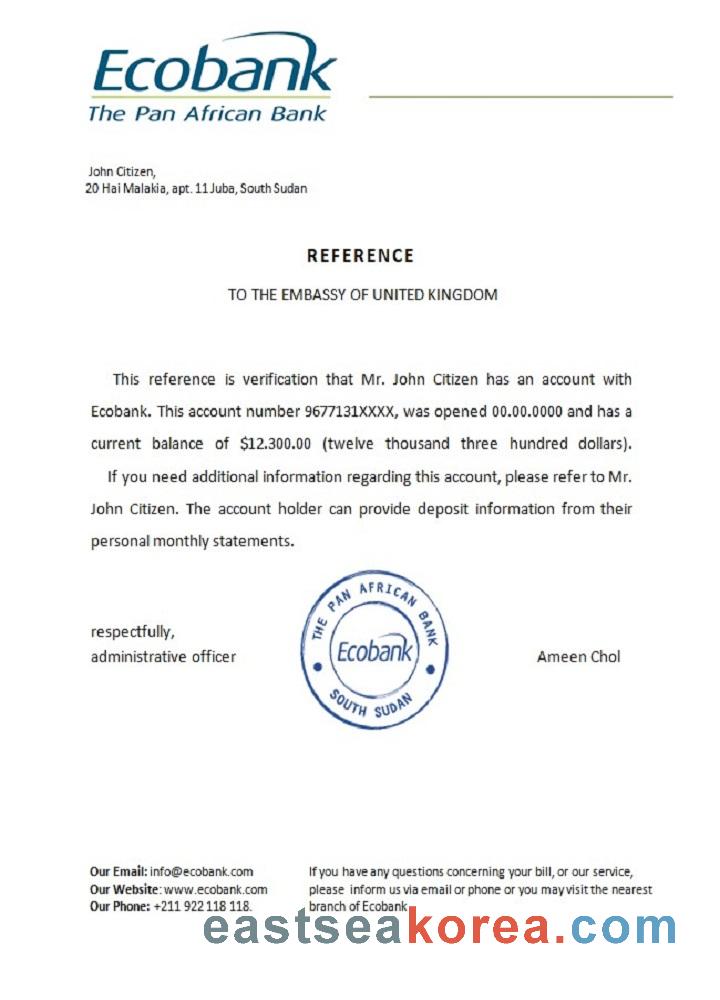 Ecobank
The Pan African Bank
John Citizen,
20 Hai Malakia, apt. 11 Juba, South Sudan
REFERENCE
TO THE EMBASSY OF UNITED KINGDOM
This reference is verification that Mr. John Citizen has an account with
Ecobank. This account number 9677131XXXX, was opened 00.00.0000 and has a
current balance of $12.300.00 (twelve thousand three hundred dollars).
If you need additional information regarding this account, please refer to Mr.
John Citizen. The account holder can provide deposit information from their
personal monthly statements.
THE PAN AFRICAN BANK
Ecobank
SOUTH SUDAN
respectfully,
administrative officer
Ameen Chol
Our Email: info@ecobank.com
Our Website: www.ecobank.com
Our Phone: +211 922 118 118.
If you have any questions concerning your bill, or our service,
please inform us via email or phone or you may visit the nearest
branch of Ecobank
eastseakorea.com